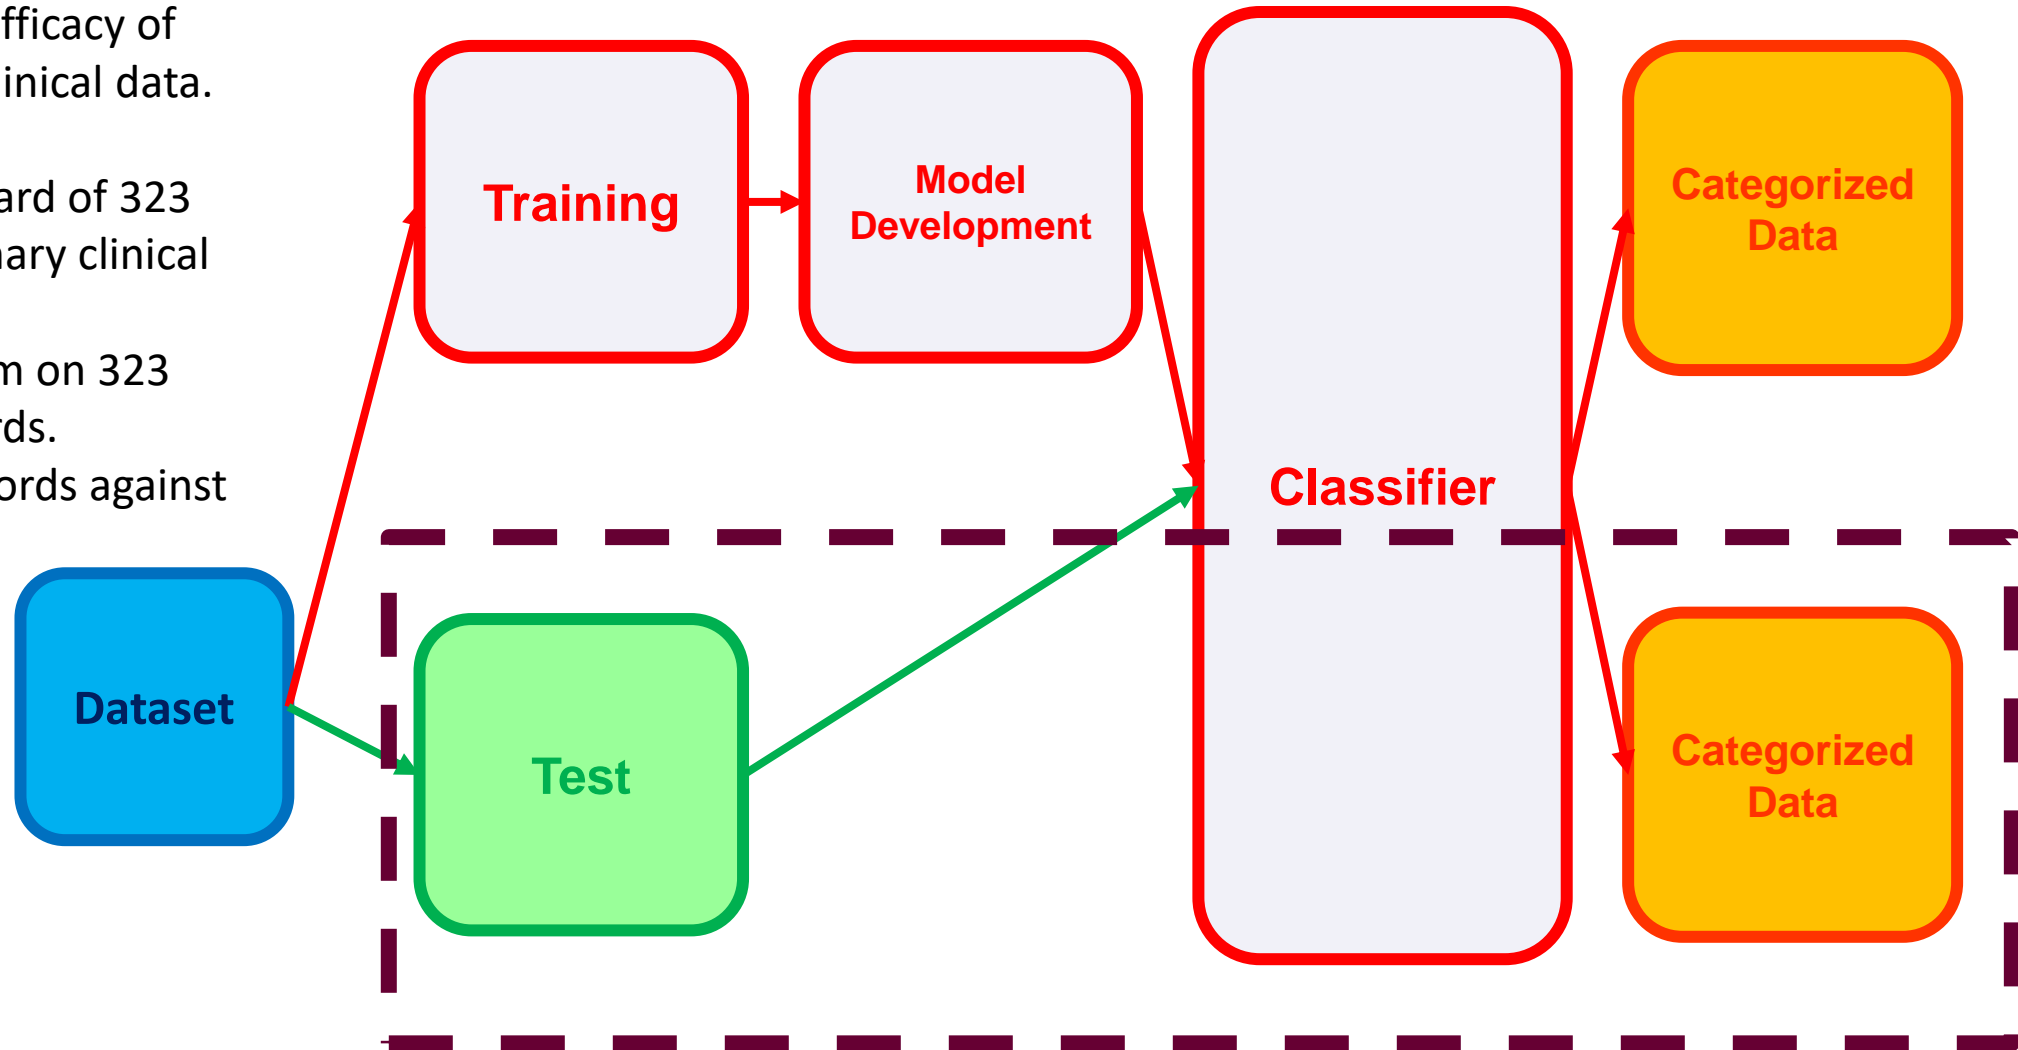 fficacy of
inical data.
ard of 323
nary clinical
m on 323
rds.
ords against
Training
Model
Development
Classifier
Categorized
Data
Dataset
Test
Categorized
Data